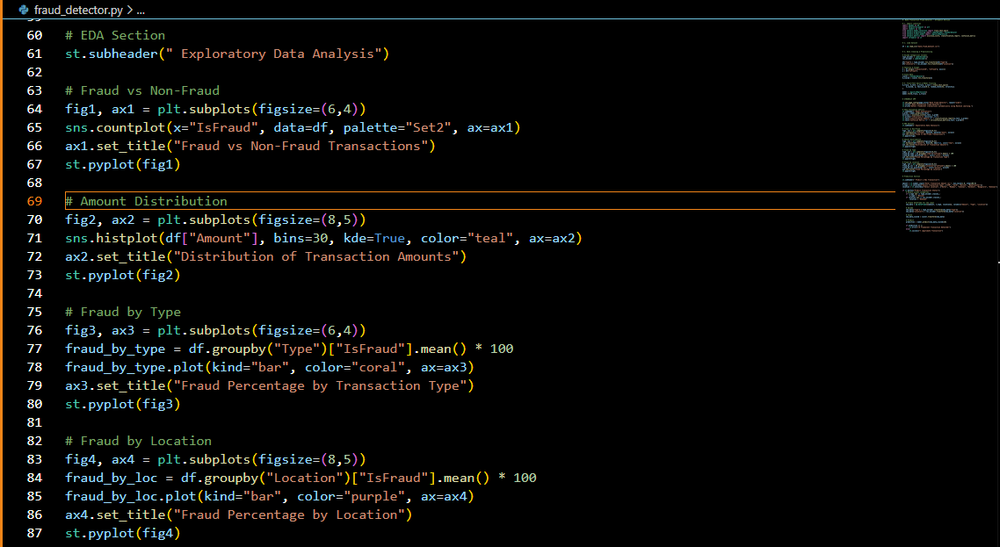 fraud_detector.py > ...
60 # EDA Section
61 st.subheader(" Exploratory Data Analysis")
62
63 # Fraud vs Non-Fraud
64 fig1, ax1 = plt.subplots(figsize=(6,4))
65 sns.countplot(x="IsFraud", data=df, palette="Set2", ax=ax1)
66 ax1.set_title("Fraud vs Non-Fraud Transactions")
67 st.pyplot(fig1)
68
69 # Amount Distribution
70 fig2, ax2 = plt.subplots(figsize=(8,5))
71 sns.histplot(df["Amount"], bins=30, kde=True, color="teal", ax=ax2)
72 ax2.set_title("Distribution of Transaction Amounts")
73 st.pyplot(fig2)
74
75 # Fraud by Type
76 fig3, ax3 = plt.subplots(figsize=(6,4))
77 fraud_by_type = df.groupby("Type")["IsFraud"].mean() * 100
78 fraud_by_type.plot(kind="bar", color="coral", ax=ax3)
79 ax3.set_title("Fraud Percentage by Transaction Type")
80 st.pyplot(fig3)
81
82 # Fraud by Location
83 fig4, ax4 = plt.subplots(figsize=(8,5))
84 fraud_by_loc = df.groupby("Location")["IsFraud"].mean() * 100
85 fraud_by_loc.plot(kind="bar", color="purple", ax=ax4)
86 ax4.set_title("Fraud Percentage by Location")
87 st.pyplot(fig4)